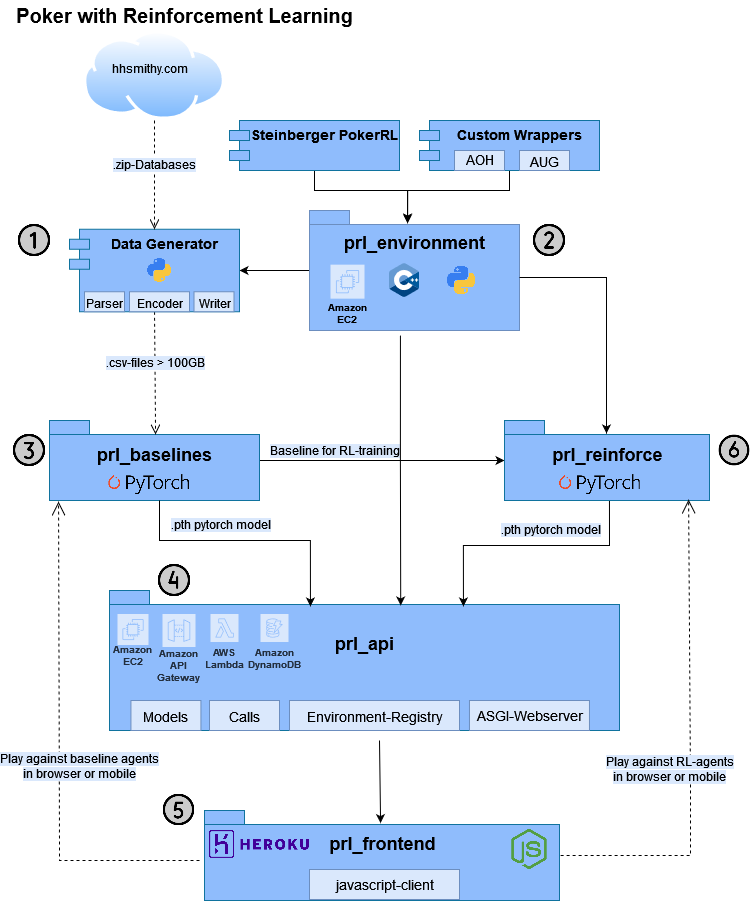 Poker with Reinforcement Learning
hhsmithy.com
.zip-Databases
Steinberger PokerRL
Custom Wrappers
AOH
AUG
1
Data Generator
Parser
Encoder
Writer
2
prl_environment
Amazon
EC2
C++
.csv-files > 100GB
3
prl_baselines
PyTorch
Baseline for RL-training
6
prl_reinforce
PyTorch
.pth pytorch model
.pth pytorch model
4
prl_api
Amazon
EC2
Amazon
API
Gateway
AWS
Lambda
Amazon
DynamoDB
Models
Calls
Environment-Registry
ASGI-Webserver
Play against baseline agents
in browser or mobile
Play against RL-agents
in browser or mobile
5
HEROKU
prl_frontend
JS
javascript-client